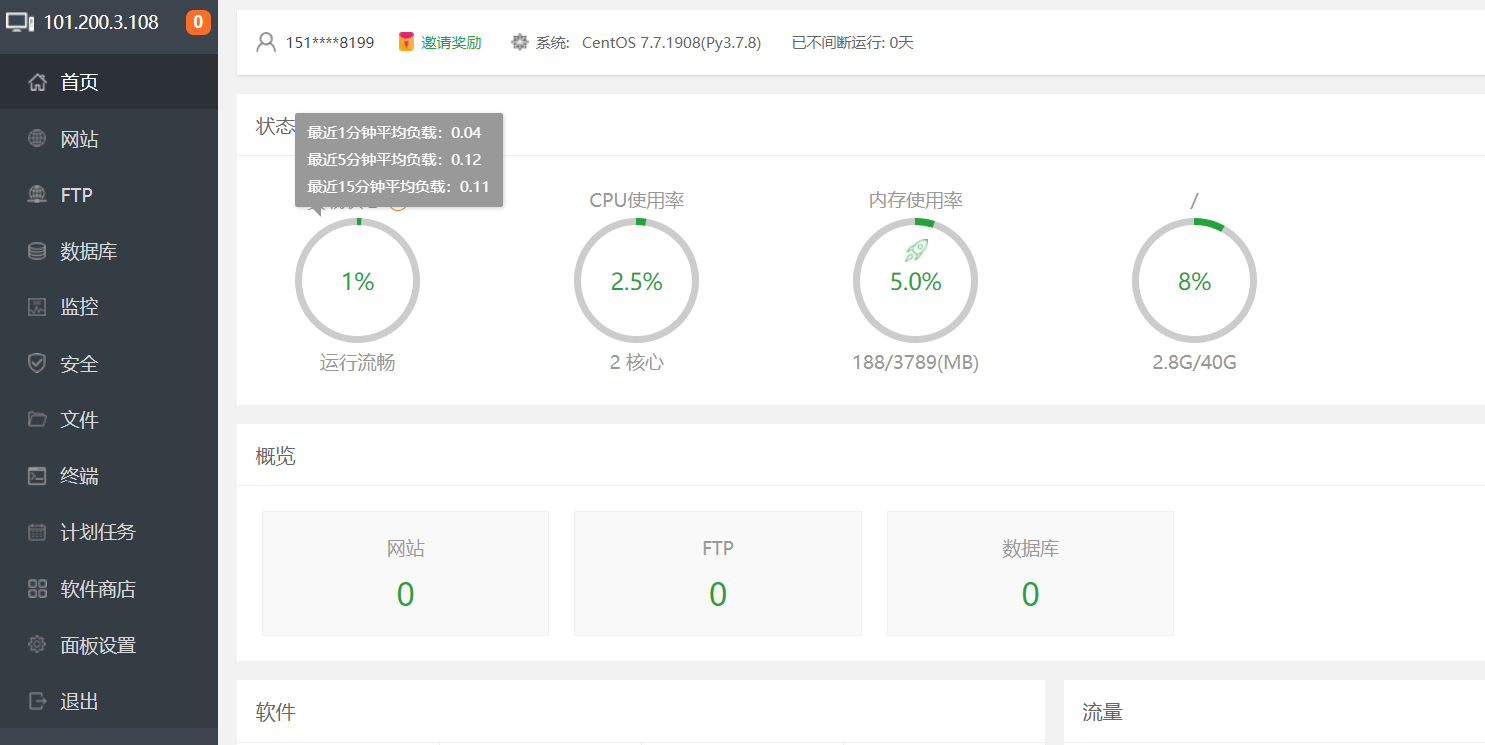 101.200.3.108 0
首页
网站
FTP
数据库
监控
安全
文件
终端
计划任务
软件商店
面板设置
退出
151****8199 邀请奖励 系统: CentOS 7.7.1908(Py3.7.8) 已不间断运行: 0天
状态
最近1分钟平均负载：0.04
最近5分钟平均负载：0.12
最近15分钟平均负载：0.11
CPU使用率 内存使用率 /
1% 2.5% 5.0% 8%
运行流畅 2 核心 188/3789(MB) 2.8G/40G
概览
网站 FTP 数据库
0 0 0
软件 流量